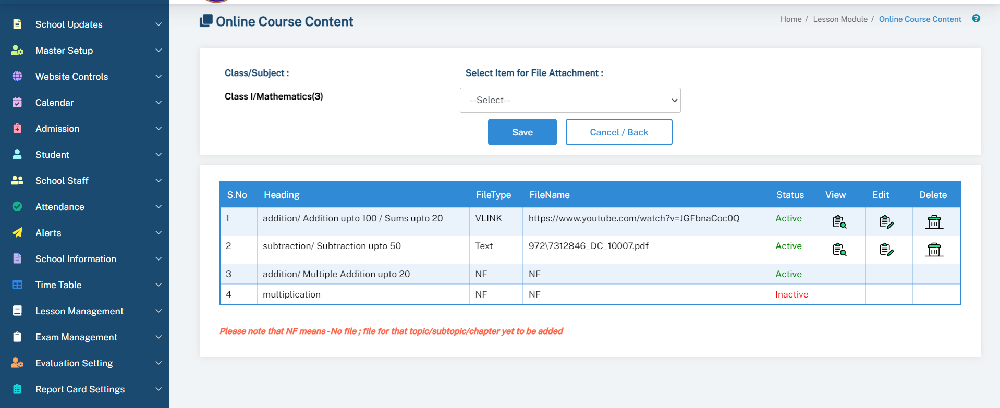 School Updates
Master Setup
Website Controls
Calendar
Admission
Student
School Staff
Attendance
Alerts
School Information
Time Table
Lesson Management
Exam Management
Evaluation Setting
Report Card Settings
Online Course Content
Home / Lesson Module / Online Course Content ?
Class/Subject : Select Item for File Attachment :
Class I/Mathematics(3) --Select--
Save Cancel / Back
S.No Heading FileType FileName Status View Edit Delete
1 addition/ Addition upto 100 / Sums upto 20 VLINK https://www.youtube.com/watch?v=JGFbnaCoc0Q Active
2 subtraction/ Subtraction upto 50 Text 972\7312846_DC_10007.pdf Active
3 addition/ Multiple Addition upto 20 NF NF Active
4 multiplication NF NF Inactive
Please note that NF means-No file ; file for that topic/subtopic/chapter yet to be added